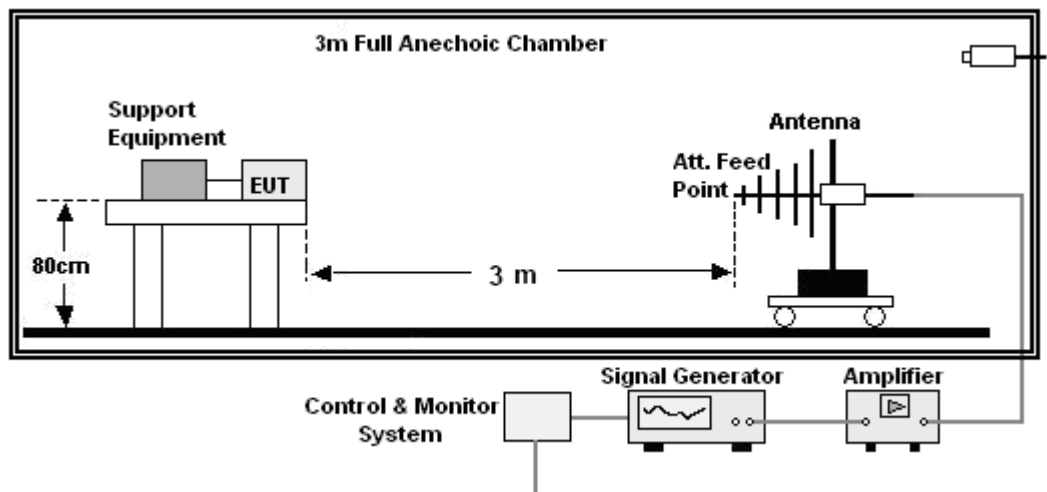 3m Full Anechoic Chamber
Support
Equipment
EUT
80cm
3 m
Antenna
Att. Feed
Point
Signal Generator
Amplifier
Control & Monitor
System